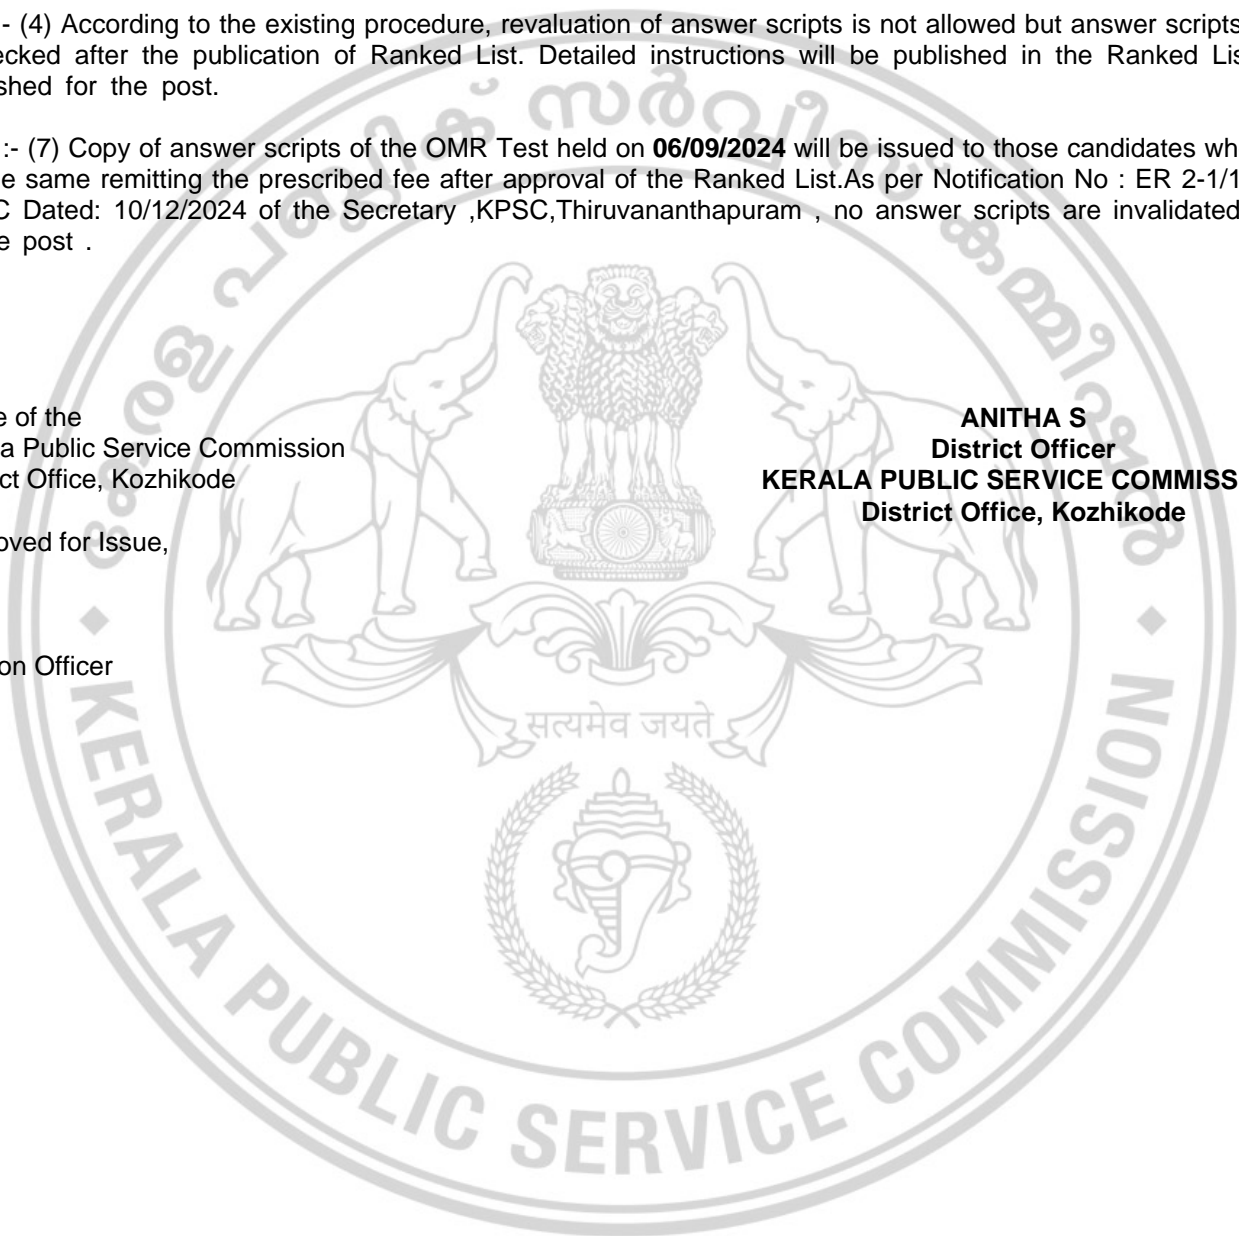 - (4) According to the existing procedure, revaluation of answer scripts is not allowed but answer scripts
ecked after the publication of Ranked List. Detailed instructions will be published in the Ranked Lis
shed for the post.
:- (7) Copy of answer scripts of the OMR Test held on 06/09/2024 will be issued to those candidates wh
e same remitting the prescribed fee after approval of the Ranked List.As per Notification No : ER 2-1/1
C Dated: 10/12/2024 of the Secretary ,KPSC,Thiruvananthapuram , no answer scripts are invalidated
e post .
e of the
a Public Service Commission
ct Office, Kozhikode
ANITHA S
District Officer
KERALA PUBLIC SERVICE COMMISS
District Office, Kozhikode
oved for Issue,
on Officer
കേരള പബ്ലിക് സർവ്വീസ് കമ്മീഷൻ
सत्यमेव जयते
KERALA PUBLIC SERVICE COMMISSION